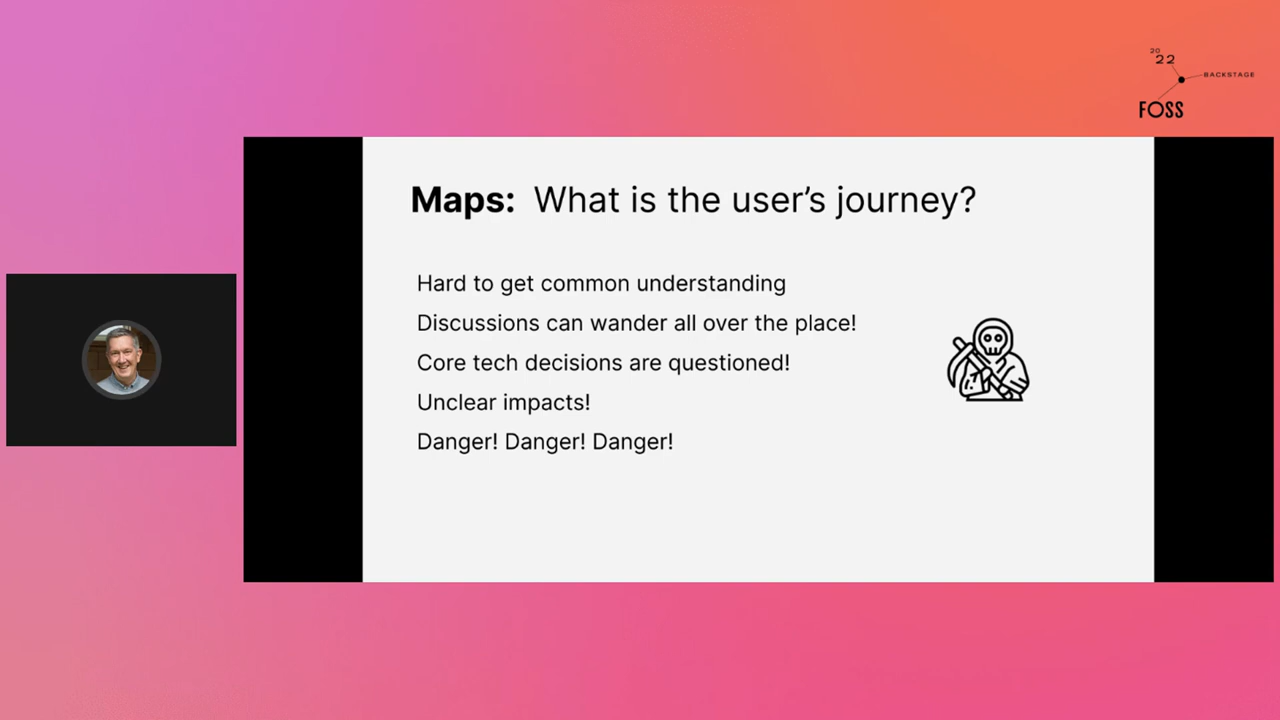 20
22
BACKSTAGE
FOSS
Maps: What is the user’s journey?
Hard to get common understanding
Discussions can wander all over the place!
Core tech decisions are questioned!
Unclear impacts!
Danger! Danger! Danger!